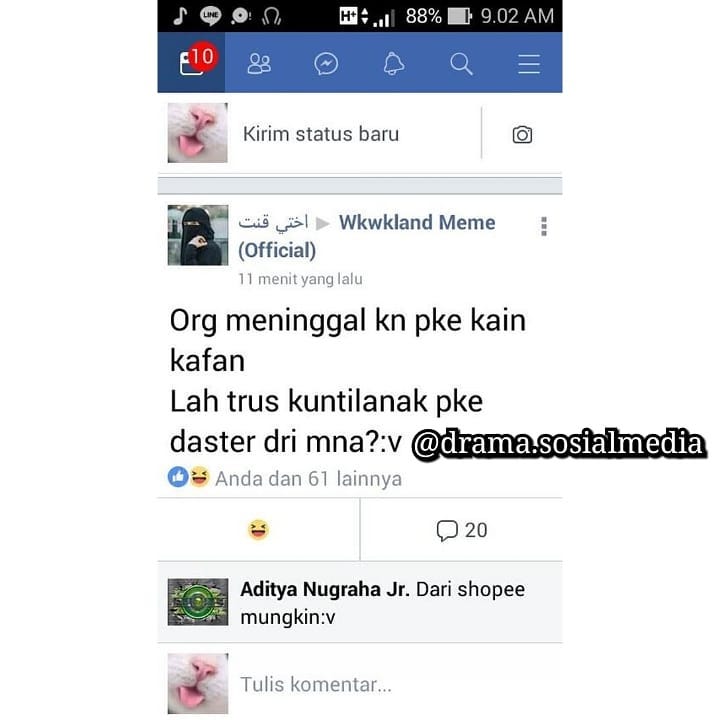 LINE
H+ 88% 9.02 AM
10
Kirim status baru
اختي قنت ▶ Wkwkland Meme
(Official)
11 menit yang lalu
Org meninggal kn pke kain
kafan
Lah trus kuntilanak pke
daster dri mna?:v @drama.sosialmedia
Anda dan 61 lainnya
20
Aditya Nugraha Jr. Dari shopee
mungkin:v
Tulis komentar...